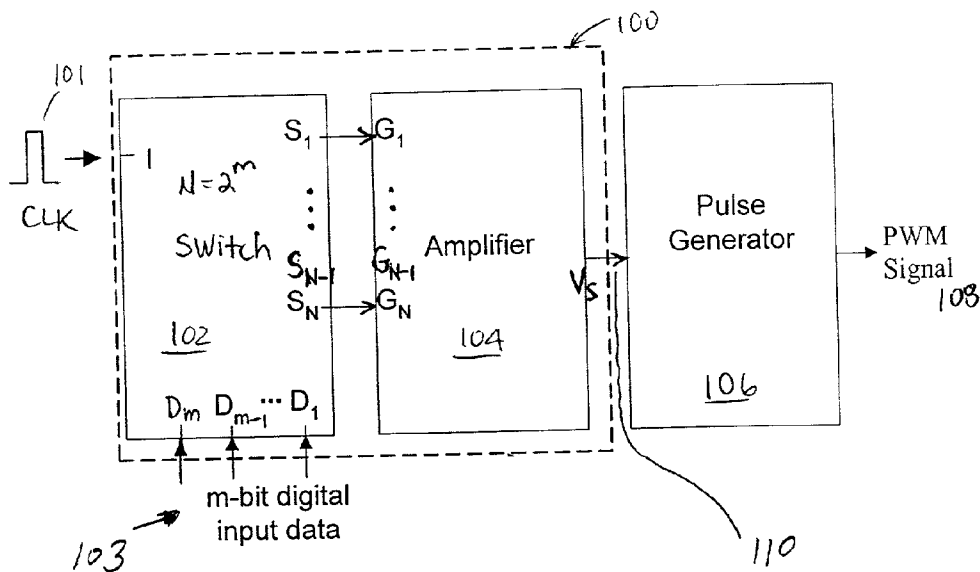 100
101
CLK
I
N=2^m
Switch
S1
SN-1
SN
102
Dm Dm-1 ... D1
m-bit digital
input data
103
G1
GN-1
GN
Amplifier
104
Vs
110
Pulse
Generator
106
PWM
Signal
108